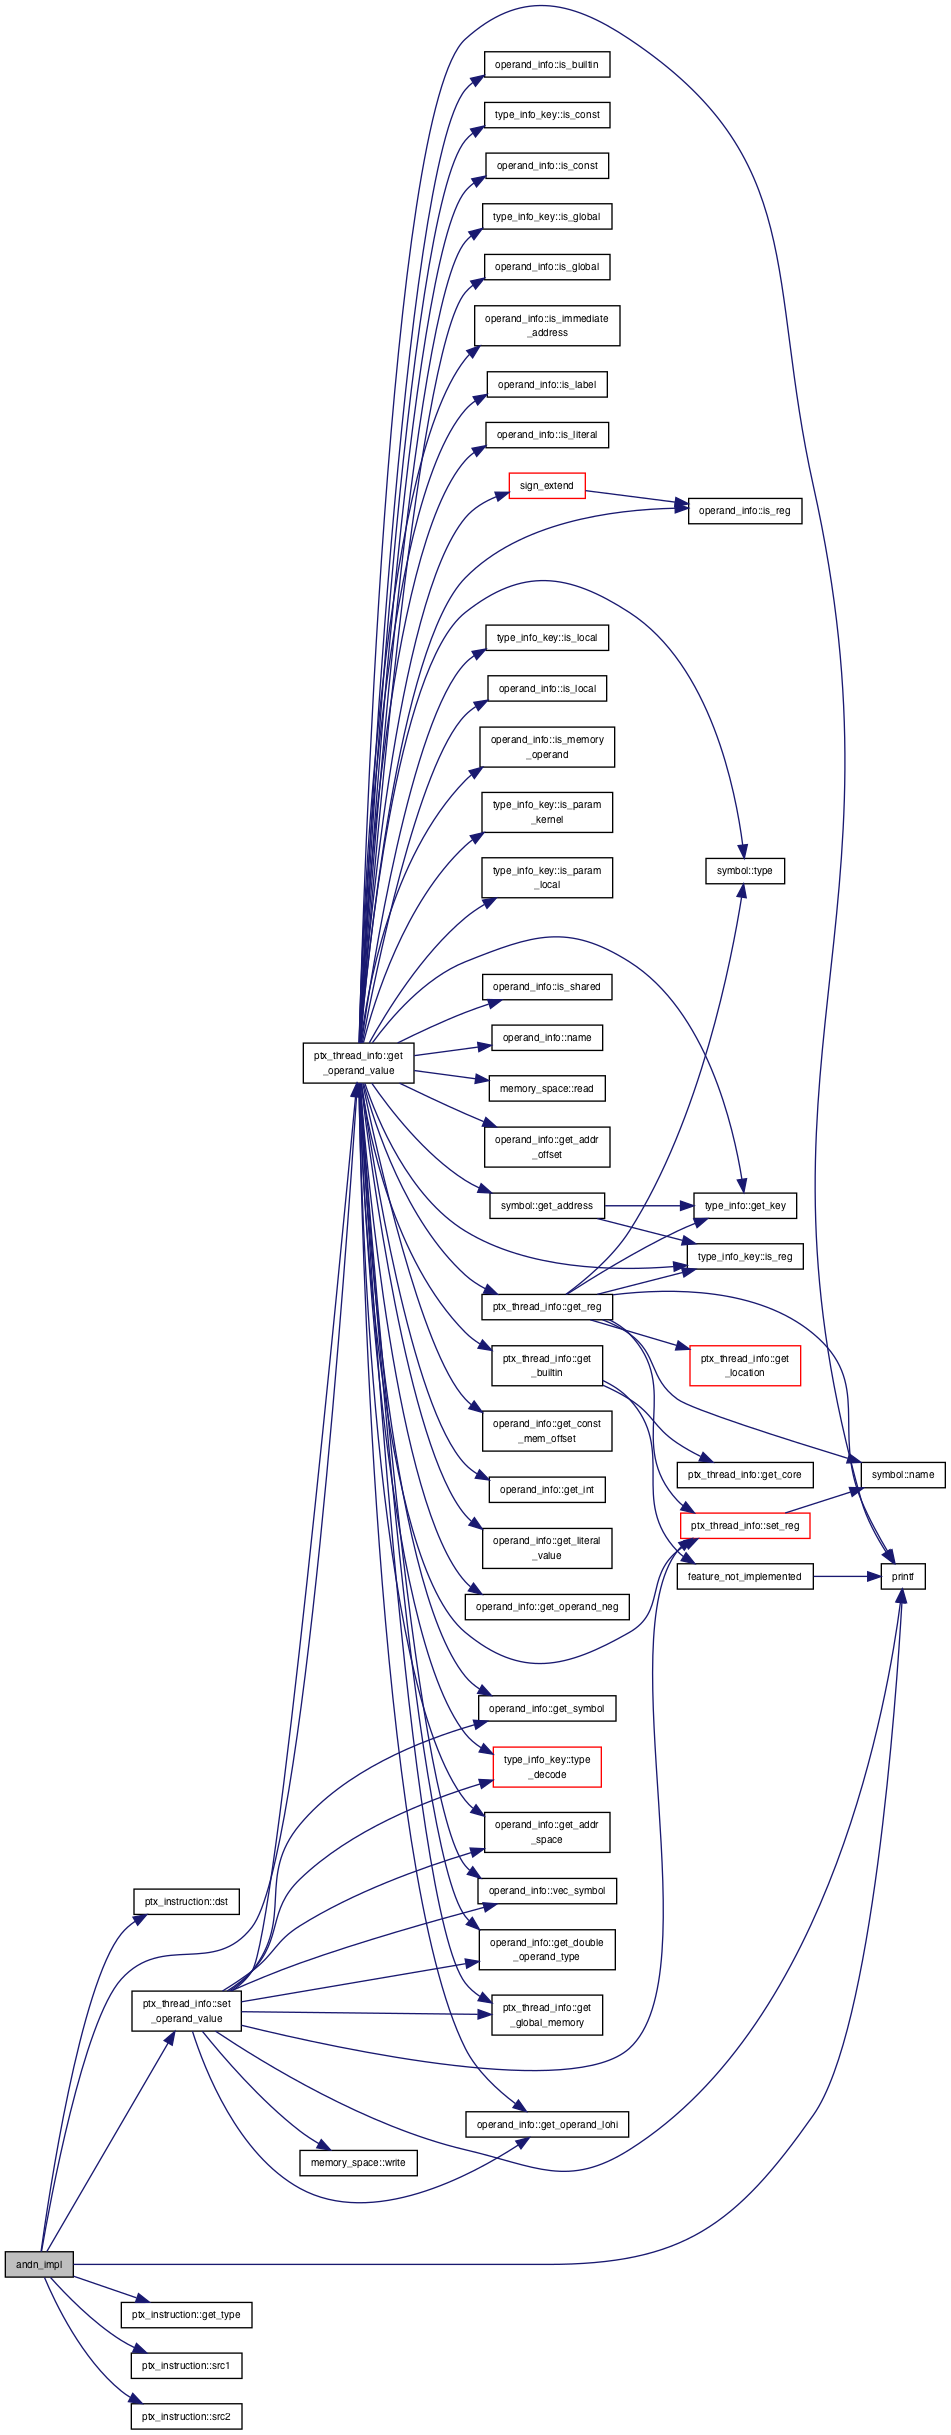 operand_info::is_builtin
type_info_key::is_const
operand_info::is_const
type_info_key::is_global
operand_info::is_global
operand_info::is_immediate
_address
operand_info::is_label
operand_info::is_literal
sign_extend
operand_info::is_reg
type_info_key::is_local
operand_info::is_local
operand_info::is_memory
_operand
type_info_key::is_param
_kernel
type_info_key::is_param
_local
symbol::type
operand_info::is_shared
operand_info::name
ptx_thread_info::get
_operand_value
memory_space::read
operand_info::get_addr
_offset
symbol::get_address
type_info::get_key
type_info_key::is_reg
ptx_thread_info::get_reg
ptx_thread_info::get
_builtin
ptx_thread_info::get
_location
operand_info::get_const
_mem_offset
ptx_thread_info::get_core
symbol::name
operand_info::get_int
ptx_thread_info::set_reg
operand_info::get_literal
_value
feature_not_implemented
printf
operand_info::get_operand_neg
operand_info::get_symbol
type_info_key::type
_decode
operand_info::get_addr
_space
operand_info::vec_symbol
ptx_instruction::dst
operand_info::get_double
_operand_type
ptx_thread_info::set
_operand_value
ptx_thread_info::get
_global_memory
operand_info::get_operand_lohi
memory_space::write
andn_impl
ptx_instruction::get_type
ptx_instruction::src1
ptx_instruction::src2